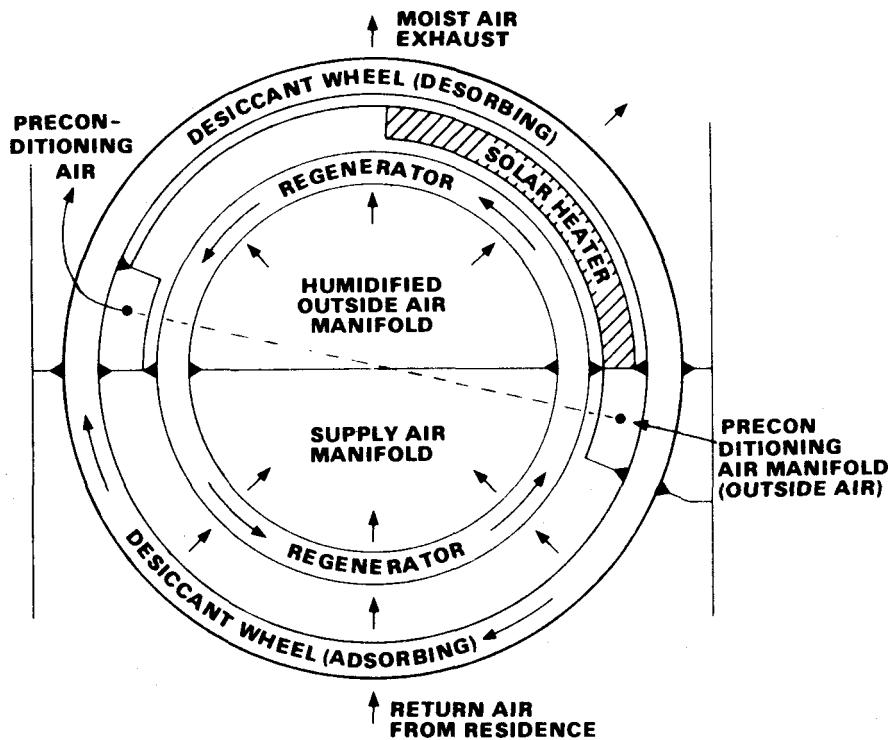 MOIST AIR
EXHAUST
DESICCANT WHEEL (DESORBING)
PRECON-
DITIONING
AIR
SOLAR HEATER
REGENERATOR
HUMIDIFIED
OUTSIDE AIR
MANIFOLD
SUPPLY AIR
MANIFOLD
PRECON
DITIONING
AIR MANIFOLD
(OUTSIDE AIR)
REGENERATOR
DESICCANT WHEEL (ADSORBING)
RETURN AIR
FROM RESIDENCE